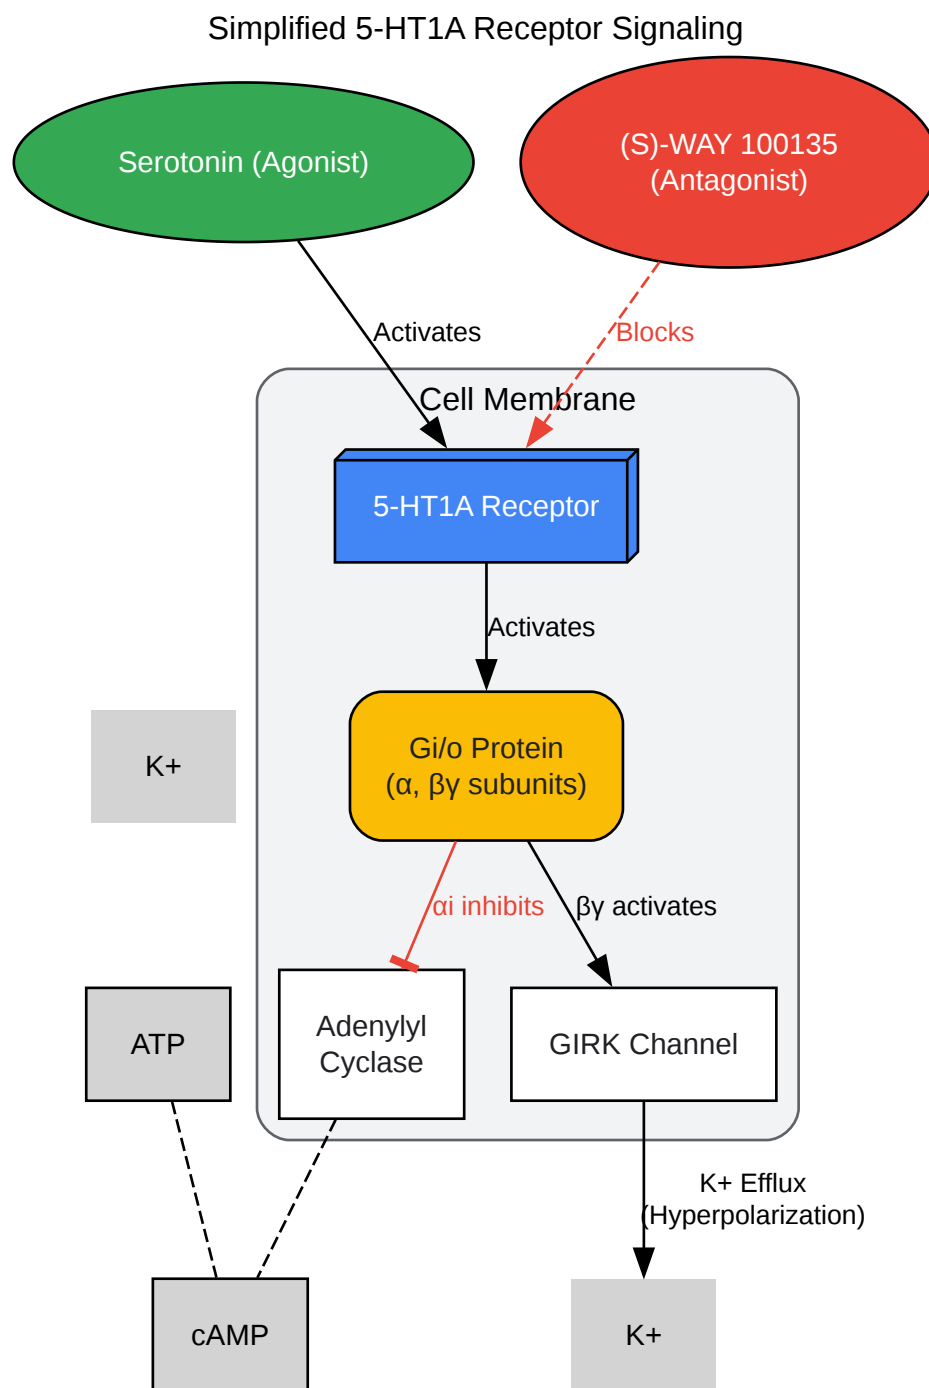 Simplified 5-HT1A Receptor Signaling
Serotonin (Agonist)
(S)-WAY 100135
(Antagonist)
Activates
Blocks
Cell Membrane
5-HT1A Receptor
Activates
Gi/o Protein
(α, βγ subunits)
K+
αi inhibits
βγ activates
ATP
Adenylyl
Cyclase
GIRK Channel
K+ Efflux
(Hyperpolarization)
cAMP
K+